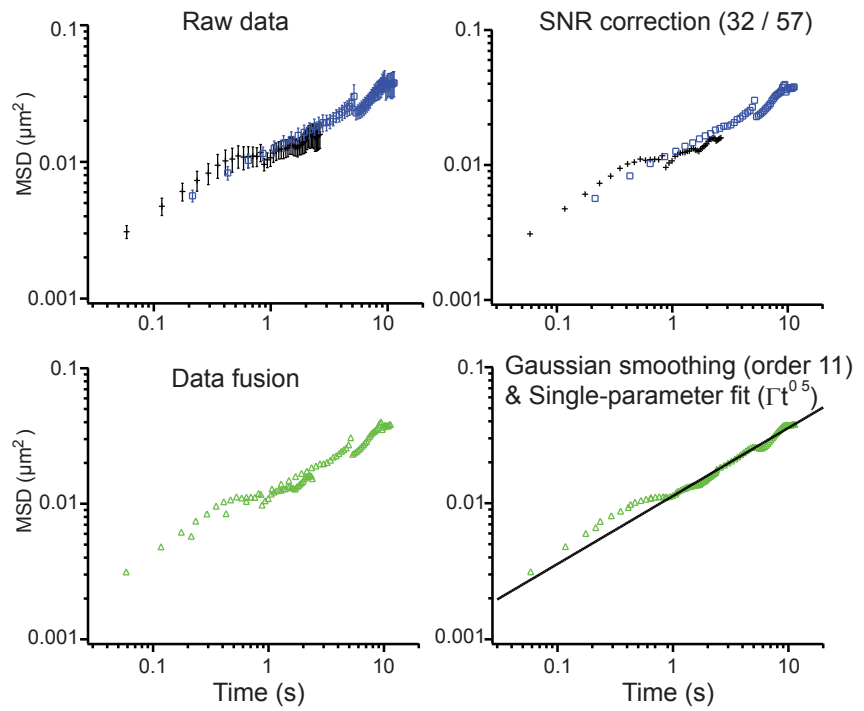 Raw data
0.1
MSD (μm²)
0.01
0.001
0.1 1 10
SNR correction (32 / 57)
0.1
0.01
0.001
0.1 1 10
Data fusion
0.1
MSD (μm²)
0.01
0.001
0.1 1 10
Time (s)
Gaussian smoothing (order 11)
& Single-parameter fit (Γt⁰ ⁵)
0.1
0.01
0.001
0.1 1 10
Time (s)